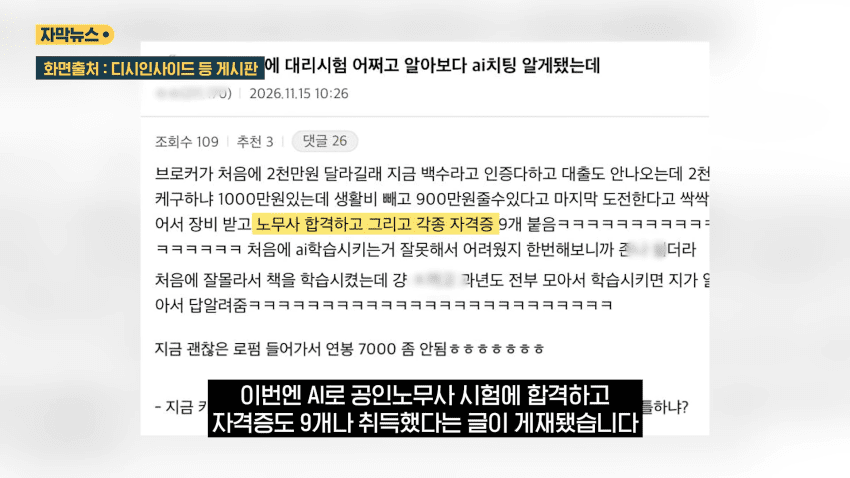 자막뉴스
화면출처 : 디시인사이드 등 게시판
에 대리시험 어쩌고 알아보다 ai치팅 알게됐는데
2026.11.15 10:26
조회수 109 추천 3 댓글 26
브로커가 처음에 2천만원 달라길래 지금 백수라고 인증다하고 대출도 안나오는데 2천
케구하냐 1000만원있는데 생활비 빼고 900만원줄수있다고 마지막 도전한다고 싹싹
어서 장비 받고 노무사 합격하고 그리고 각종 자격증 9개 붙음ㅋㅋㅋㅋㅋㅋㅋㅋㅋㅋ
ㅋㅋㅋㅋㅋㅋ 처음에 ai학습시키는거 잘못해서 어려웠지 한번해보니까 더라
처음에 잘몰라서 책을 학습시켰는데 걍 과년도 전부 모아서 학습시키면 지가 알
아서 답알려줌ㅋㅋㅋㅋㅋㅋㅋㅋㅋㅋㅋㅋㅋㅋㅋㅋㅋㅋㅋㅋㅋㅋㅋㅋ
지금 괜찮은 로펌 들어가서 연봉 7000 좀 안됨ㅎㅎㅎㅎㅎㅎㅎ
- 지금 틀하냐?
이번엔 AI로 공인노무사 시험에 합격하고
자격증도 9개나 취득했다는 글이 게재됐습니다